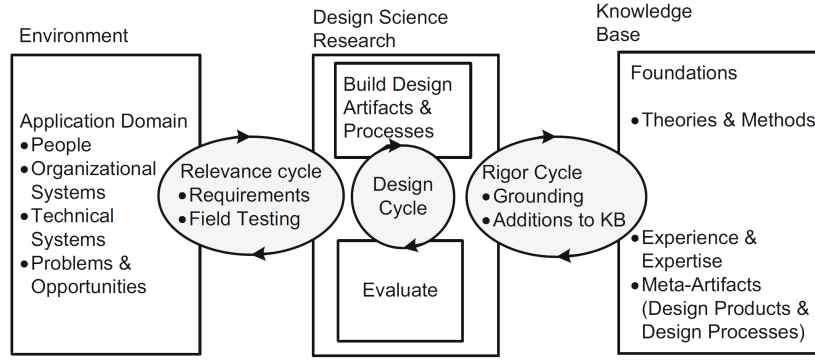 Environment
Application Domain
●People
●Organizational
Systems
●Technical
Systems
●Problems &
Opportunities
Relevance cycle
●Requirements
●Field Testing
Design Science
Research
Build Design
Artifacts &
Processes
Design
Cycle
Evaluate
Rigor Cycle
●Grounding
●Additions to KB
Knowledge
Base
Foundations
●Theories & Methods
●Experience &
Expertise
●Meta-Artifacts
(Design Products &
Design Processes)